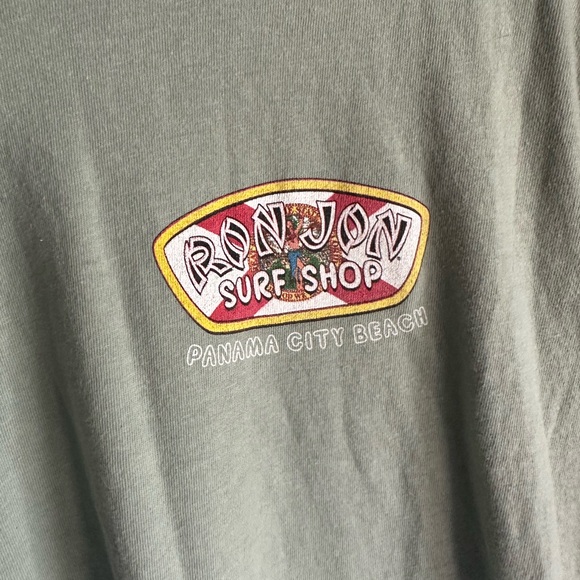 RON JON
SURF SHOP
PANAMA CITY BEACH